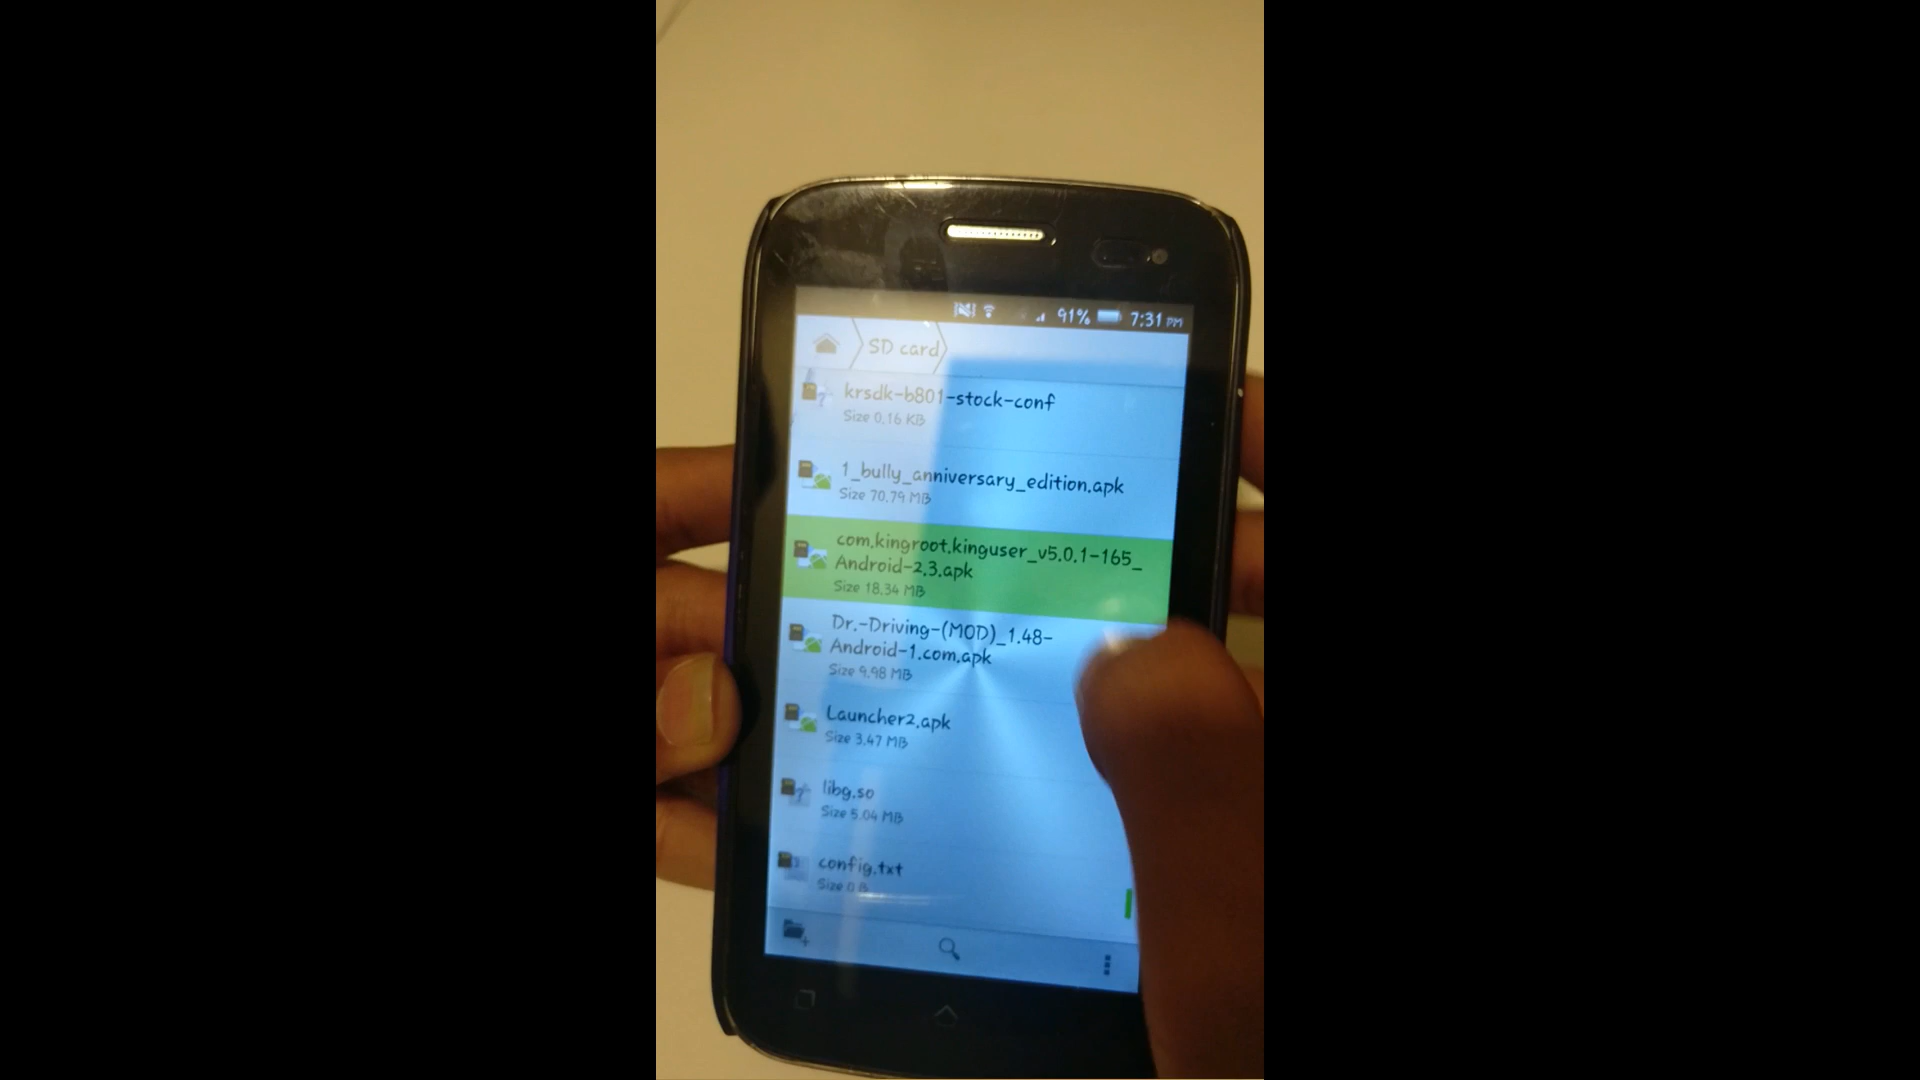 91% 7:31 PM
SD card
krsdk-b801-stock-conf
Size 0.16 KB
1_bully_anniversary_edition.apk
Size 70.79 MB
com.kingroot.kinguser_v5.0.1-165_
Android-2.3.apk
Size 18.34 MB
Dr.-Driving-(MOD)_1.48-
Android-1.com.apk
Size 9.98 MB
Launcher2.apk
Size 3.47 MB
libg.so
Size 5.04 MB
config.txt
Size 0 B